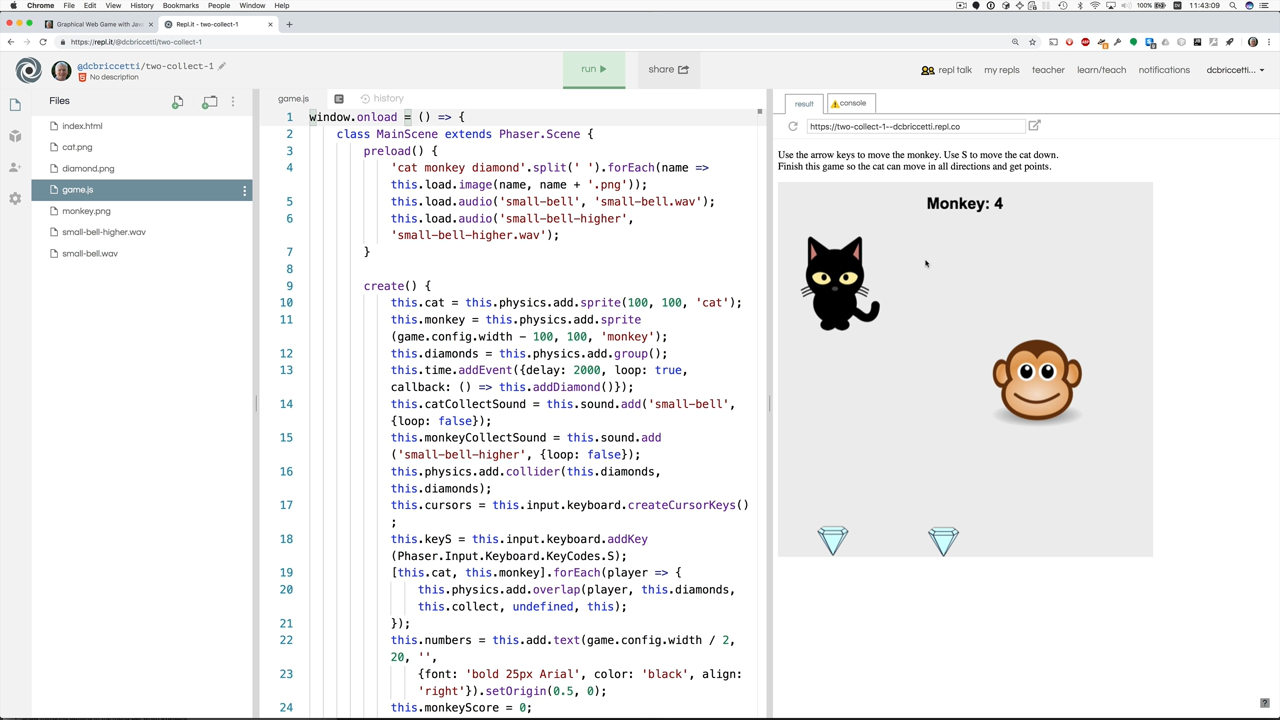 Chrome File Edit View History Bookmarks People Window Help 100% 11:43:09
Graphical Web Game with Jav × Repl.it - two-collect-1 ×
https://repl.it/@dcbriccetti/two-collect-1
@dcbriccetti/two-collect-1
No description
run
share
repl talk my repls teacher learn/teach notifications dcbriccetti...
Files
index.html
cat.png
diamond.png
game.js
monkey.png
small-bell-higher.wav
small-bell.wav
game.js history
1 window.onload = () => {
2 class MainScene extends Phaser.Scene {
3 preload() {
4 'cat monkey diamond'.split(' ').forEach(name =>
this.load.image(name, name + '.png'));
5 this.load.audio('small-bell', 'small-bell.wav');
6 this.load.audio('small-bell-higher',
'small-bell-higher.wav');
7 }
8
9 create() {
10 this.cat = this.physics.add.sprite(100, 100, 'cat');
11 this.monkey = this.physics.add.sprite
(game.config.width - 100, 100, 'monkey');
12 this.diamonds = this.physics.add.group();
13 this.time.addEvent({delay: 2000, loop: true,
callback: () => this.addDiamond()});
14 this.catCollectSound = this.sound.add('small-bell',
{loop: false});
15 this.monkeyCollectSound = this.sound.add
('small-bell-higher', {loop: false});
16 this.physics.add.collider(this.diamonds,
this.diamonds);
17 this.cursors = this.input.keyboard.createCursorKeys()
;
18 this.keyS = this.input.keyboard.addKey
(Phaser.Input.Keyboard.KeyCodes.S);
19 [this.cat, this.monkey].forEach(player => {
20 this.physics.add.overlap(player, this.diamonds,
this.collect, undefined, this);
21 });
22 this.numbers = this.add.text(game.config.width / 2,
20, '',
23 {font: 'bold 25px Arial', color: 'black', align:
'right'}).setOrigin(0.5, 0);
24 this.monkeyScore = 0;
result console
https://two-collect-1--dcbriccetti.repl.co
Use the arrow keys to move the monkey. Use S to move the cat down.
Finish this game so the cat can move in all directions and get points.
Monkey: 4
?